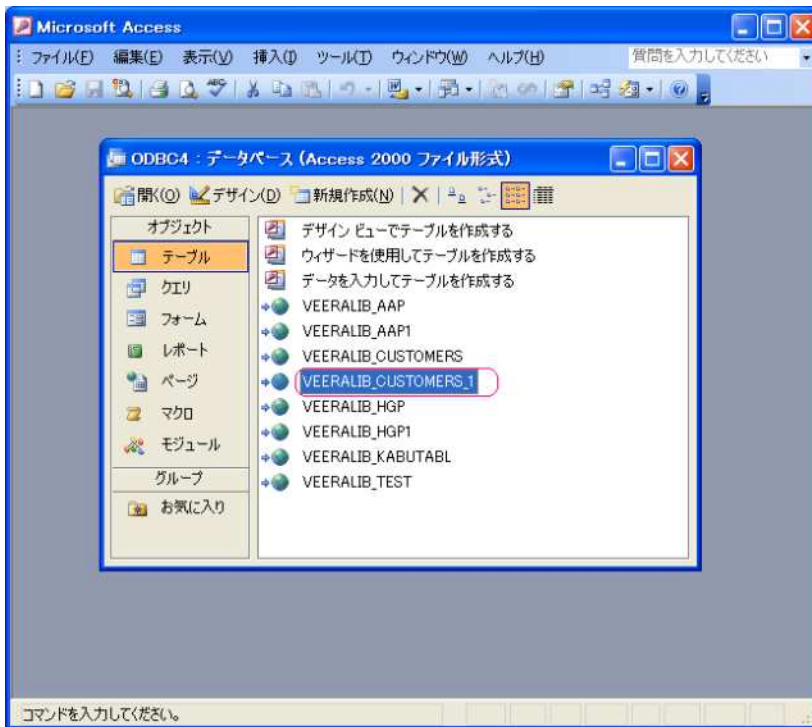 Microsoft Access
ファイル(F) 編集(E) 表示(V) 挿入(I) ツール(T) ウィンドウ(W) ヘルプ(H) 質問を入力してください
ODBC4 : データベース (Access 2000 ファイル形式)
開く(O) デザイン(D) 新規作成(N)
オブジェクト
テーブル
クエリ
フォーム
レポート
ページ
マクロ
モジュール
グループ
お気に入り
デザイン ビューでテーブルを作成する
ウィザードを使用してテーブルを作成する
データを入力してテーブルを作成する
VEERALIB_AAP
VEERALIB_AAP1
VEERALIB_CUSTOMERS
VEERALIB_CUSTOMERS_1
VEERALIB_HGP
VEERALIB_HGP1
VEERALIB_KABUTABL
VEERALIB_TEST
コマンドを入力してください。